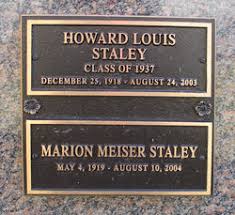 HOWARD LOUIS
STALEY
CLASS OF 1937
DECEMBER 25, 1918 - AUGUST 24, 2003
MARION MEISER STALEY
MAY 4, 1919 - AUGUST 10, 2004